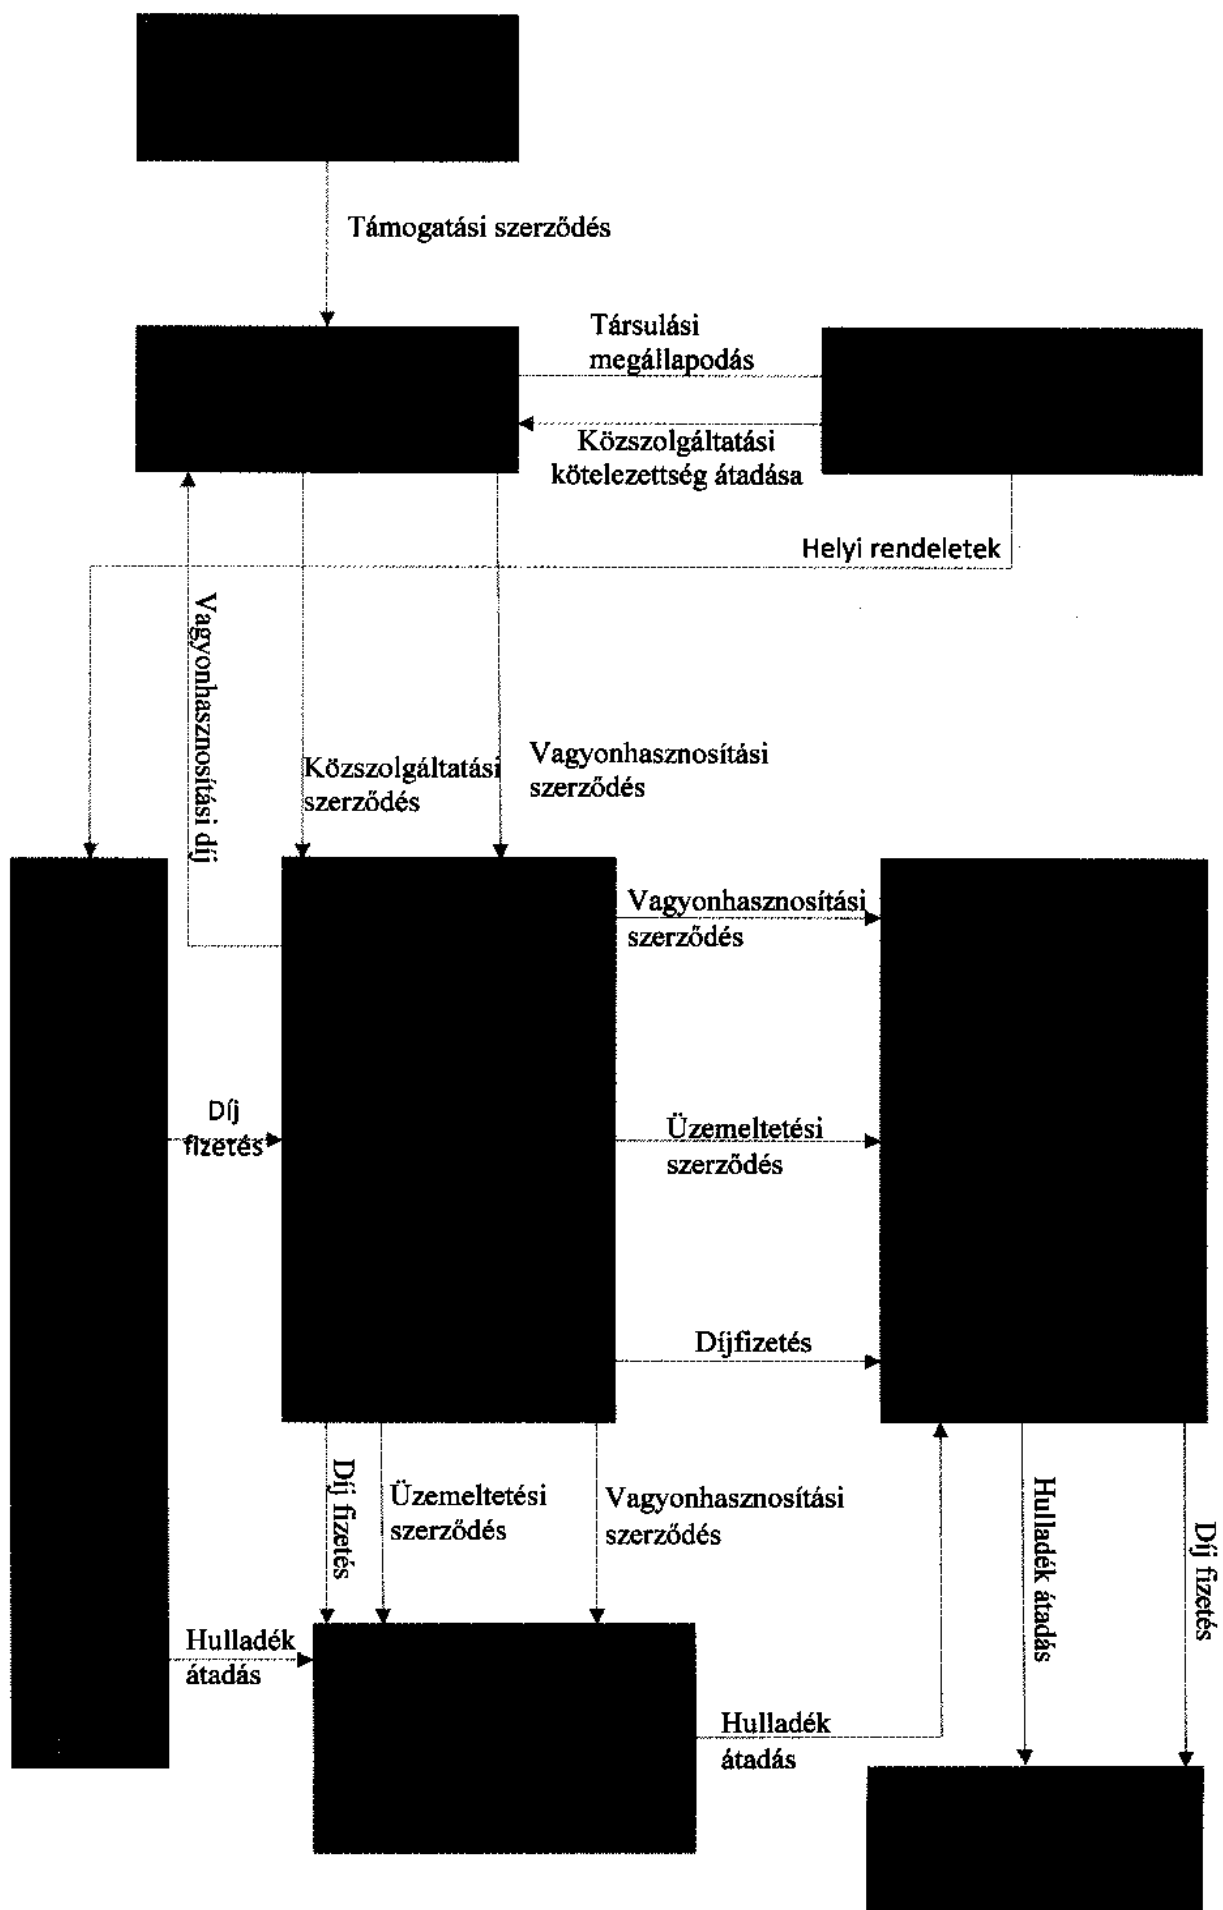 Támogatási szerződés
Társulási
megállapodás
Közszolgáltatási
kötelezettség átadása
Helyi rendeletek
Vagyonhasznosítási díj
Közszolgáltatási
szerződés
Vagyonhasznosítási
szerződés
Vagyonhasznosítási
szerződés
Díj
fizetés
Üzemeltetési
szerződés
Díjfizetés
Díj fizetés
Üzemeltetési
szerződés
Vagyonhasznosítási
szerződés
Hulladék átadás
Díj fizetés
Hulladék
átadás
Hulladék
átadás